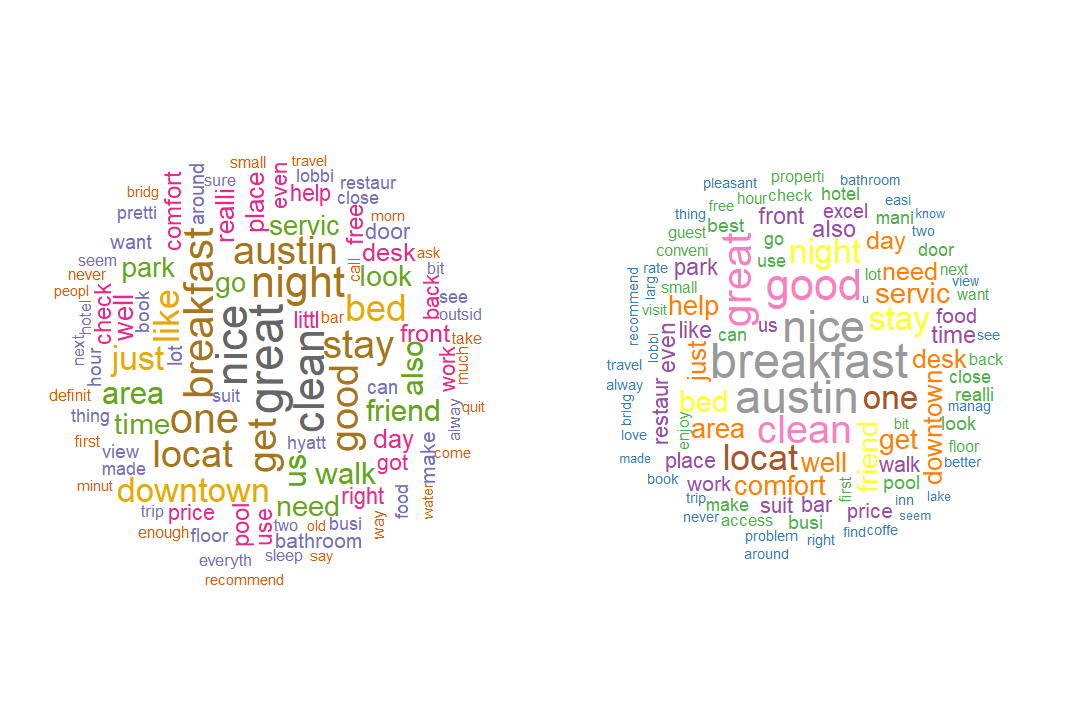 small
travel
bridg
comfort
around
sure
realli
place
even
lobbi
help
restaur
close
pretti
servic
free
morn
door
want
austin
desk
ask
seem
park
breakfast
go
night
call
look
back
bit
never
peopl
hotel
check
well
book
like
nice
great
littl
bar
bed
see
outsid
next
hour
just
lot
clean
stay
front
take
work
much
definit
area
suit
good
can
also
thing
time
one
get
friend
alway
quit
first
view
made
locat
hyatt
us
day
got
make
come
minut
downtown
walk
right
food
water
trip
price
pool
use
need
two
old
busi
way
enough
floor
bathroom
everyth
sleep
say
recommend
pleasant
properti
bathroom
free
hour
check
hotel
easi
thing
front
also
excel
mani
know
guest
best
great
go
night
day
two
conveni
use
door
recommend
rate
larg
park
small
good
lot
need
next
view
visit
help
u
servic
want
lobbi
even
like
can
us
nice
stay
food
time
see
travel
just
breakfast
desk
back
close
alway
bridg
restaur
bed
austin
one
downtown
realli
manag
love
enjoy
area
clean
friend
get
bit
look
floor
made
place
locat
well
walk
better
book
work
comfort
first
pool
inn
lake
trip
make
suit
bar
price
seem
never
access
busi
find
coffe
problem
right
around